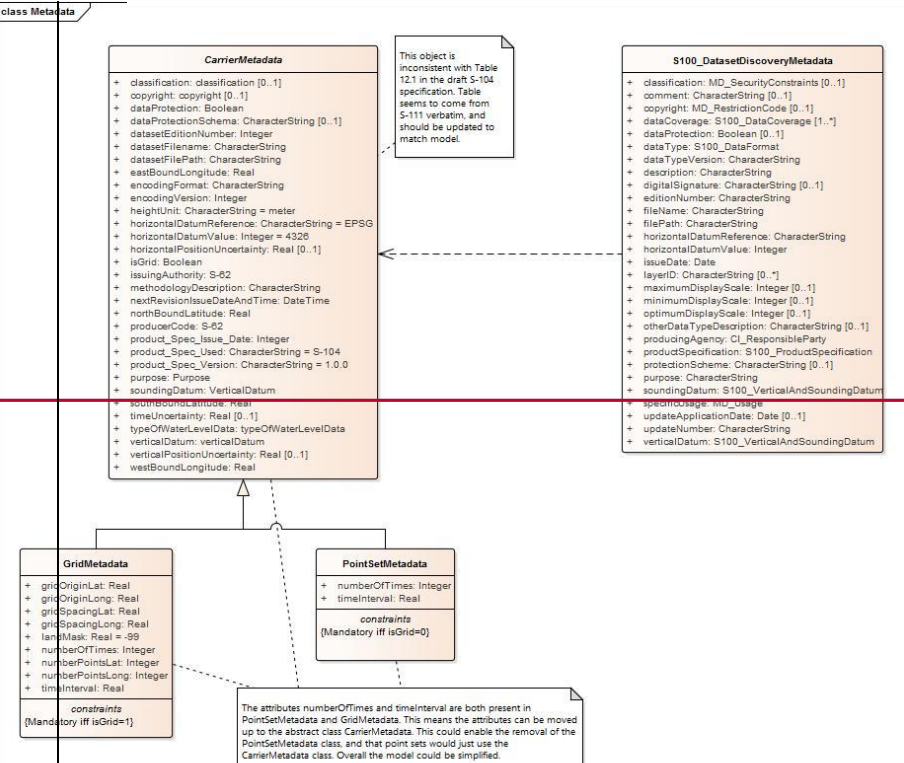 class Metadata
CarrierMetadata
+ classification: classification [0..1]
+ copyright: copyright [0..1]
+ dataProtection: Boolean
+ dataProtectionSchema: CharacterString [0..1]
+ datasetEditionNumber: Integer
+ datasetFilename: CharacterString
+ datasetFilePath: CharacterString
+ eastBoundLongitude: Real
+ encodingFormat: CharacterString
+ encodingVersion: Integer
+ heightUnit: CharacterString = meter
+ horizontalDatumReference: CharacterString = EPSG
+ horizontalDatumValue: Integer = 4326
+ horizontalPositionUncertainty: Real [0..1]
+ isGrid: Boolean
+ issuingAuthority: S-62
+ methodologyDescription: CharacterString
+ nextRevisionIssueDateAndTime: DateTime
+ northBoundLatitude: Real
+ producerCode: S-62
+ product_Spec_Issue_Date: Integer
+ product_Spec_Used: CharacterString = S-104
+ product_Spec_Version: CharacterString = 1.0.0
+ purpose: Purpose
+ soundingDatum: VerticalDatum
+ southBoundLatitude: Real
+ timeUncertainty: Real [0..1]
+ typeOfWaterLevelData: typeOfWaterLevelData
+ verticalDatum: verticalDatum
+ verticalPositionUncertainty: Real [0..1]
+ westBoundLongitude: Real
This object is
inconsistent with Table
12.1 in the draft S-104
specification. Table
seems to come from
S-111 verbatim, and
should be updated to
match model.
S100_DatasetDiscoveryMetadata
+ classification: MD_SecurityConstraints [0..1]
+ comment: CharacterString [0..1]
+ copyright: MD_RestrictionCode [0..1]
+ dataCoverage: S100_DataCoverage [1..*]
+ dataProtection: Boolean [0..1]
+ dataType: S100_DataFormat
+ dataTypeVersion: CharacterString
+ description: CharacterString
+ digitalSignature: CharacterString [0..1]
+ editionNumber: CharacterString
+ fileName: CharacterString
+ filePath: CharacterString
+ horizontalDatumReference: CharacterString
+ horizontalDatumValue: Integer
+ issueDate: Date
+ layerID: CharacterString [0..*]
+ maximumDisplayScale: Integer [0..1]
+ minimumDisplayScale: Integer [0..1]
+ optimumDisplayScale: Integer [0..1]
+ otherDataTypeDescription: CharacterString [0..1]
+ producingAgency: CI_ResponsibleParty
+ productSpecification: S100_ProductSpecification
+ protectionScheme: CharacterString [0..1]
+ purpose: CharacterString
+ soundingDatum: S100_VerticalAndSoundingDatum
+ specificUsage: MD_Usage
+ updateApplicationDate: Date [0..1]
+ updateNumber: CharacterString
+ verticalDatum: S100_VerticalAndSoundingDatum
GridMetadata
+ gridOriginLat: Real
+ gridOriginLong: Real
+ gridSpacingLat: Real
+ gridSpacingLong: Real
+ landMask: Real = -99
+ numberOfTimes: Integer
+ numberPointsLat: Integer
+ numberPointsLong: Integer
+ timeInterval: Real
constraints
{Mandatory iff isGrid=1}
PointSetMetadata
+ numberOfTimes: Integer
+ timeInterval: Real
constraints
{Mandatory iff isGrid=0}
The attributes numberOfTimes and timeInterval are both present in
PointSetMetadata and GridMetadata. This means the attributes can be moved
up to the abstract class CarrierMetadata. This could enable the removal of the
PointSetMetadata class, and that point sets would just use the
CarrierMetadata class. Overall the model could be simplified.